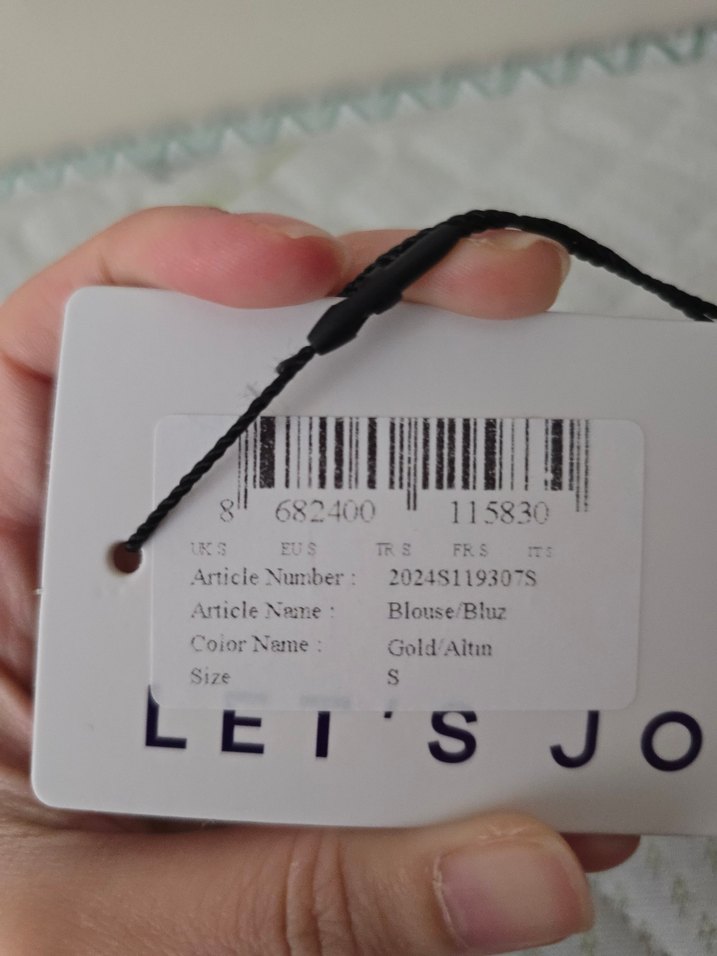 8 682400 115830
UK S EU S TR S FR S IT S
Article Number : 2024S119307S
Article Name : Blouse/Bluz
Color Name : Gold/Altın
Size S
LET'S JO